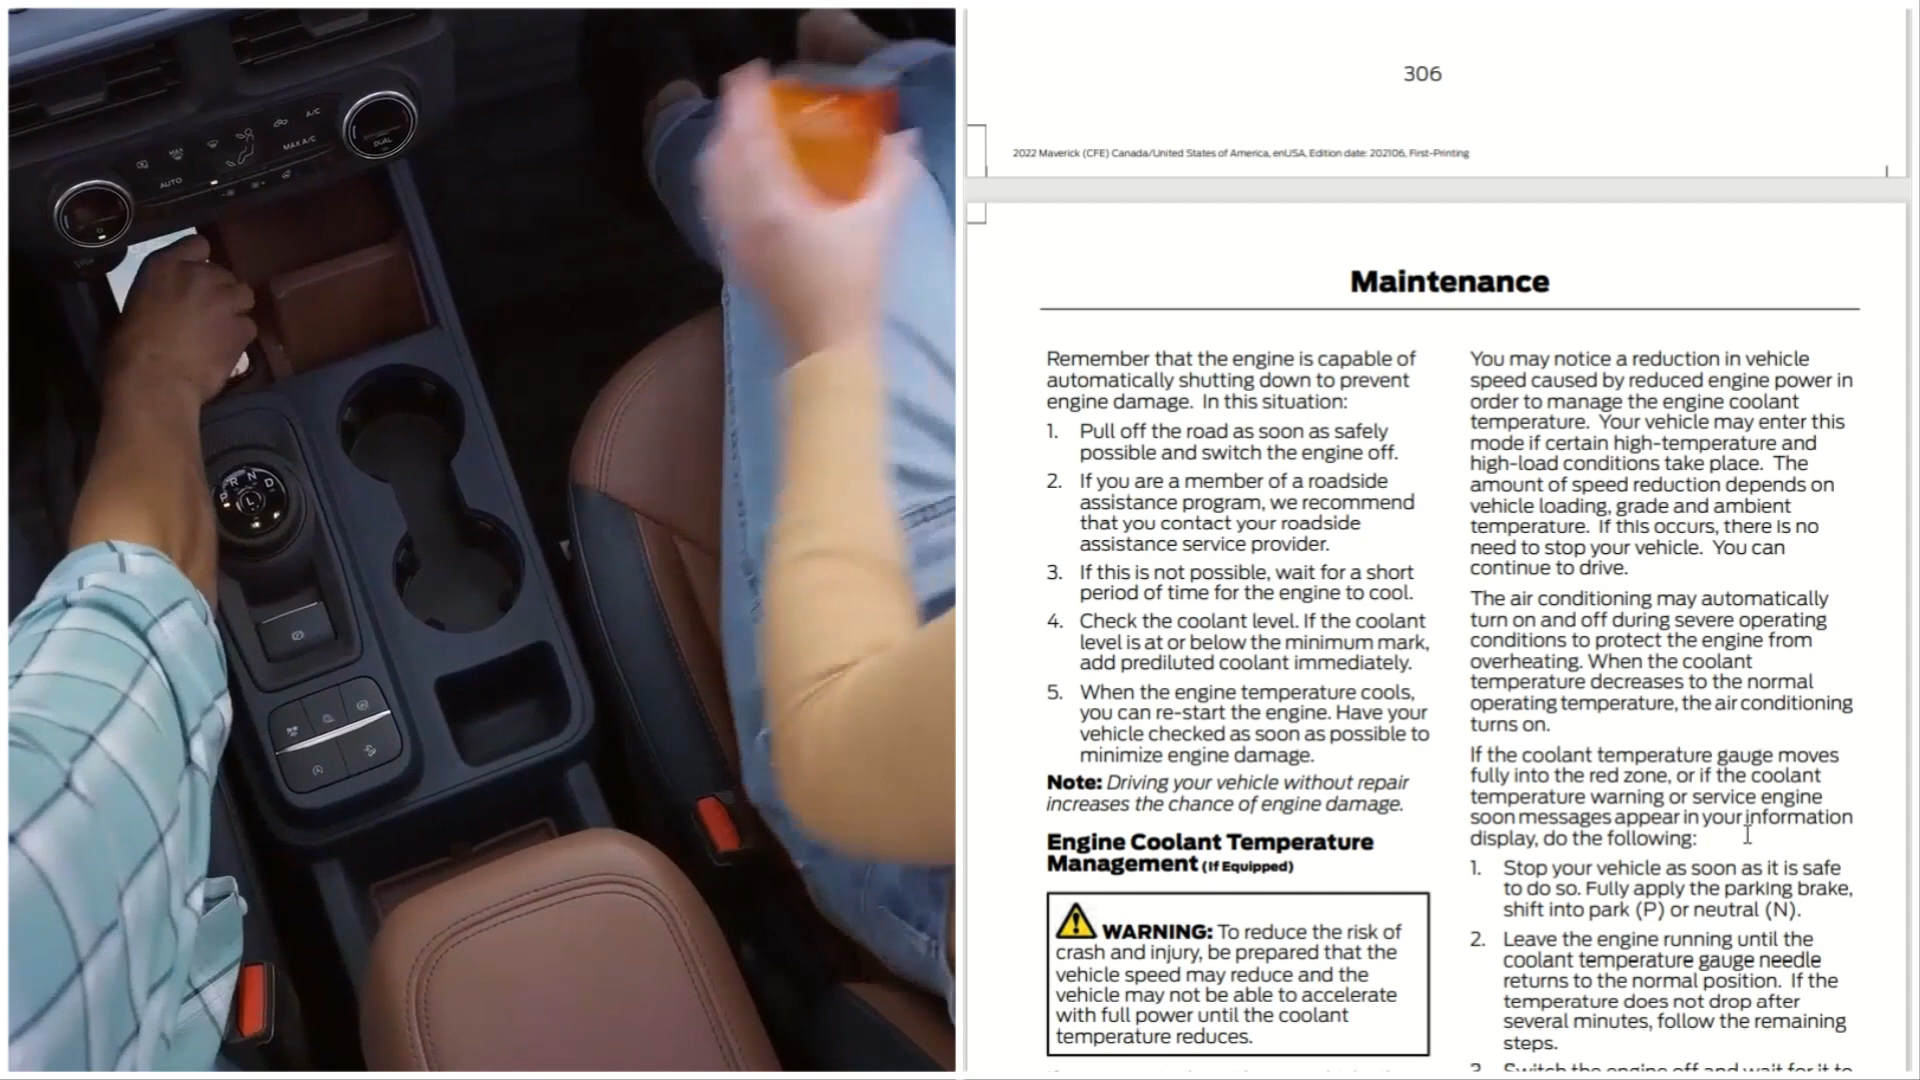 A/C
MAX
MAX A/C
DUAL
AUTO
P R N D
L
306
2022 Maverick (CFE) Canada/United States of America, enUSA, Edition date: 202106, First-Printing
Maintenance
Remember that the engine is capable of
automatically shutting down to prevent
engine damage. In this situation:
1. Pull off the road as soon as safely
possible and switch the engine off.
2. If you are a member of a roadside
assistance program, we recommend
that you contact your roadside
assistance service provider.
3. If this is not possible, wait for a short
period of time for the engine to cool.
4. Check the coolant level. If the coolant
level is at or below the minimum mark,
add prediluted coolant immediately.
5. When the engine temperature cools,
you can re-start the engine. Have your
vehicle checked as soon as possible to
minimize engine damage.
Note: Driving your vehicle without repair
increases the chance of engine damage.
Engine Coolant Temperature
Management (If Equipped)
WARNING: To reduce the risk of
crash and injury, be prepared that the
vehicle speed may reduce and the
vehicle may not be able to accelerate
with full power until the coolant
temperature reduces.
You may notice a reduction in vehicle
speed caused by reduced engine power in
order to manage the engine coolant
temperature. Your vehicle may enter this
mode if certain high-temperature and
high-load conditions take place. The
amount of speed reduction depends on
vehicle loading, grade and ambient
temperature. If this occurs, there is no
need to stop your vehicle. You can
continue to drive.
The air conditioning may automatically
turn on and off during severe operating
conditions to protect the engine from
overheating. When the coolant
temperature decreases to the normal
operating temperature, the air conditioning
turns on.
If the coolant temperature gauge moves
fully into the red zone, or if the coolant
temperature warning or service engine
soon messages appear in your information
display, do the following:
1. Stop your vehicle as soon as it is safe
to do so. Fully apply the parking brake,
shift into park (P) or neutral (N).
2. Leave the engine running until the
coolant temperature gauge needle
returns to the normal position. If the
temperature does not drop after
several minutes, follow the remaining
steps.
3. Switch the engine off and wait for it to